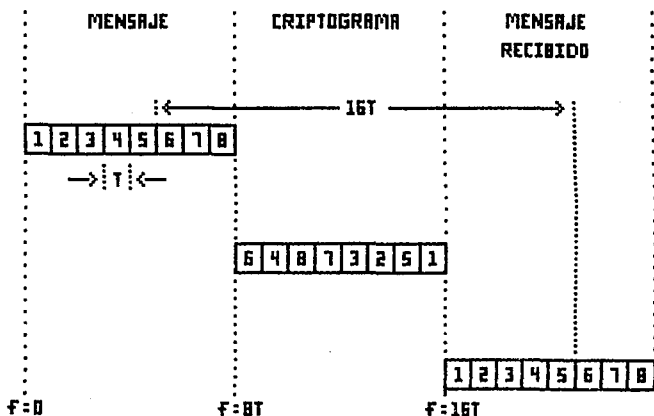 MENSAJE CRIPTOGRAMA MENSAJE
RECIBIDO
16T
1 2 3 4 5 6 7 8
T
6 4 8 7 3 2 5 1
1 2 3 4 5 6 7 8
f=0 f=8T f=16T